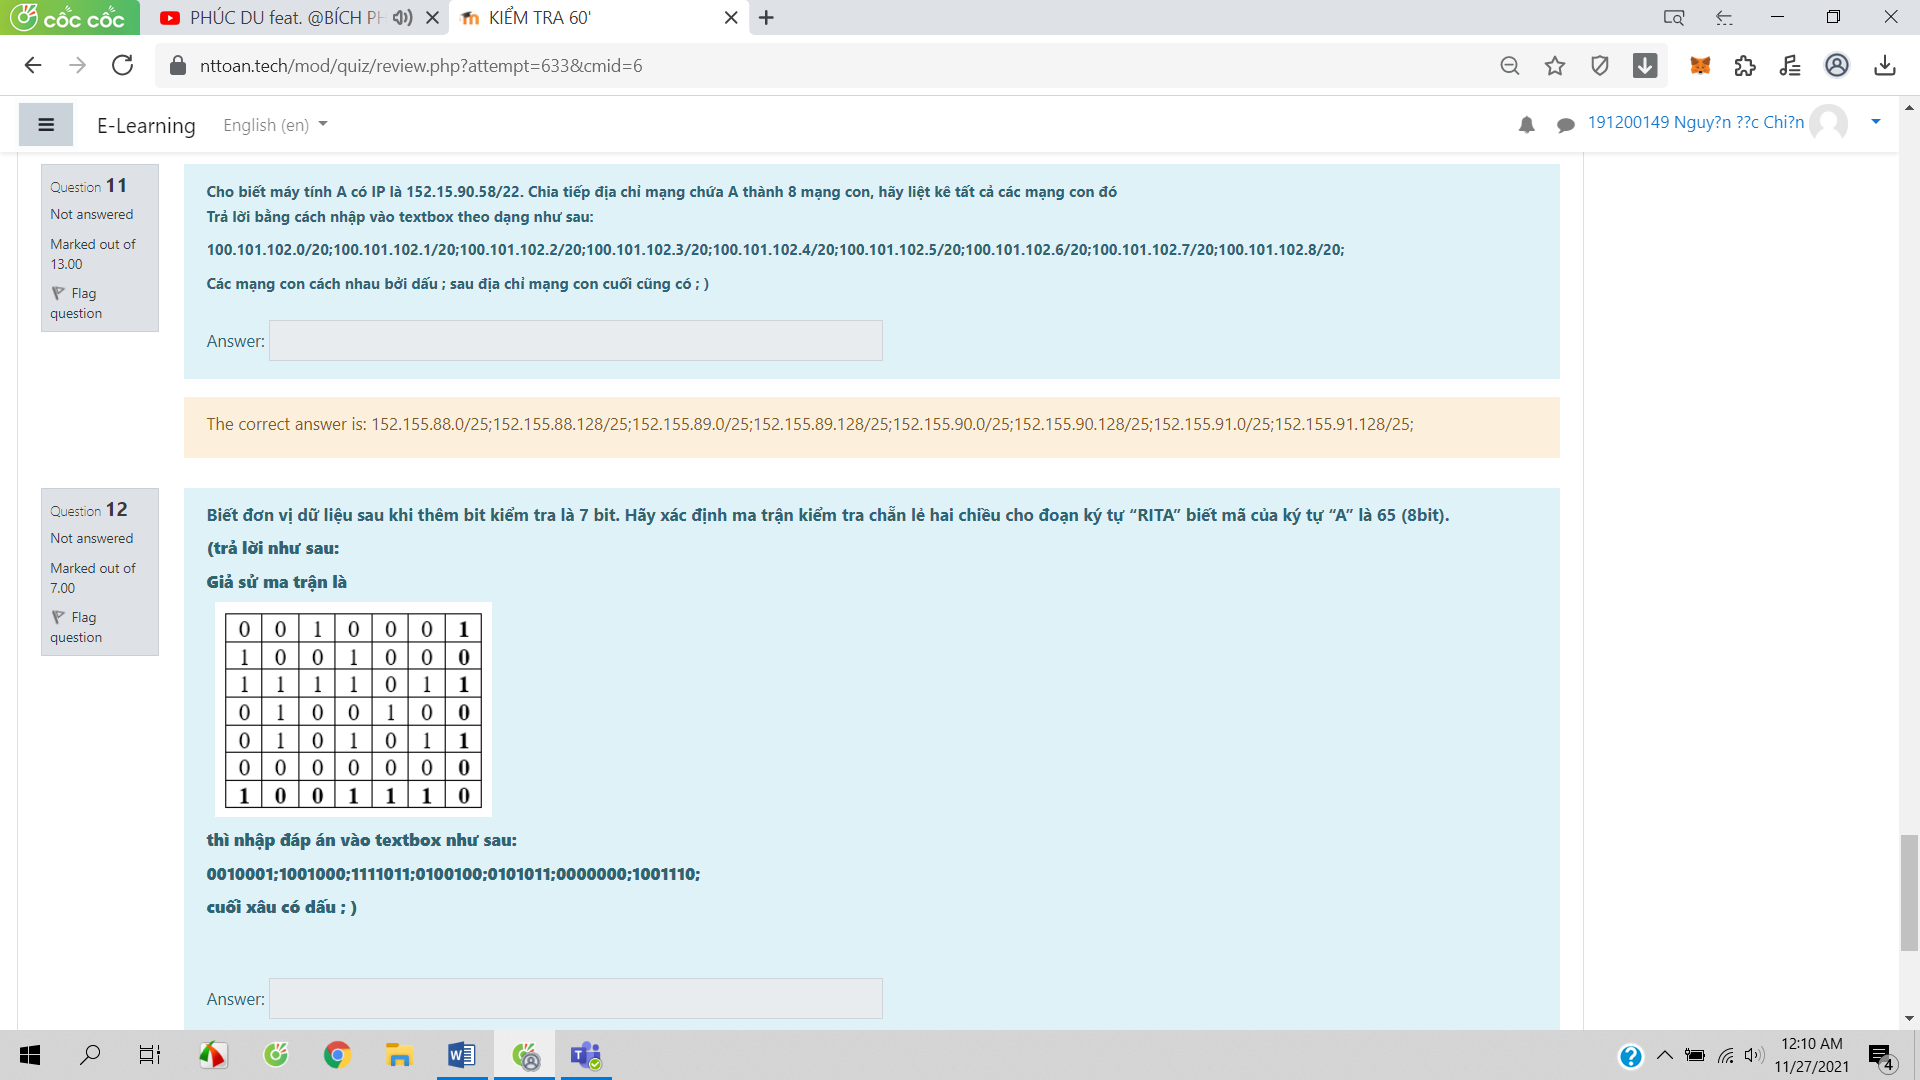 cốc cốc
PHÚC DU feat. @BÍCH PH
KIỂM TRA 60'
nttoan.tech/mod/quiz/review.php?attempt=633&cmid=6
E-Learning
English (en)
191200149 Nguy?n ??c Chi?n
Question 11
Not answered
Marked out of
13.00
Flag
question
Cho biết máy tính A có IP là 152.15.90.58/22. Chia tiếp địa chỉ mạng chứa A thành 8 mạng con, hãy liệt kê tất cả các mạng con đó
Trả lời bằng cách nhập vào textbox theo dạng như sau:
100.101.102.0/20;100.101.102.1/20;100.101.102.2/20;100.101.102.3/20;100.101.102.4/20;100.101.102.5/20;100.101.102.6/20;100.101.102.7/20;100.101.102.8/20;
Các mạng con cách nhau bởi dấu ; sau địa chỉ mạng con cuối cũng có ; )
Answer:
The correct answer is: 152.155.88.0/25;152.155.88.128/25;152.155.89.0/25;152.155.89.128/25;152.155.90.0/25;152.155.90.128/25;152.155.91.0/25;152.155.91.128/25;
Question 12
Not answered
Marked out of
7.00
Flag
question
Biết đơn vị dữ liệu sau khi thêm bit kiểm tra là 7 bit. Hãy xác định ma trận kiểm tra chẵn lẻ hai chiều cho đoạn ký tự “RITA” biết mã của ký tự “A” là 65 (8bit).
(trả lời như sau:
Giả sử ma trận là
0 0 1 0 0 0 1
1 0 0 1 0 0 0
1 1 1 1 0 1 1
0 1 0 0 1 0 0
0 1 0 1 0 1 1
0 0 0 0 0 0 0
1 0 0 1 1 1 0
thì nhập đáp án vào textbox như sau:
0010001;1001000;1111011;0100100;0101011;0000000;1001110;
cuối xâu có dấu ; )
Answer:
12:10 AM
11/27/2021
4